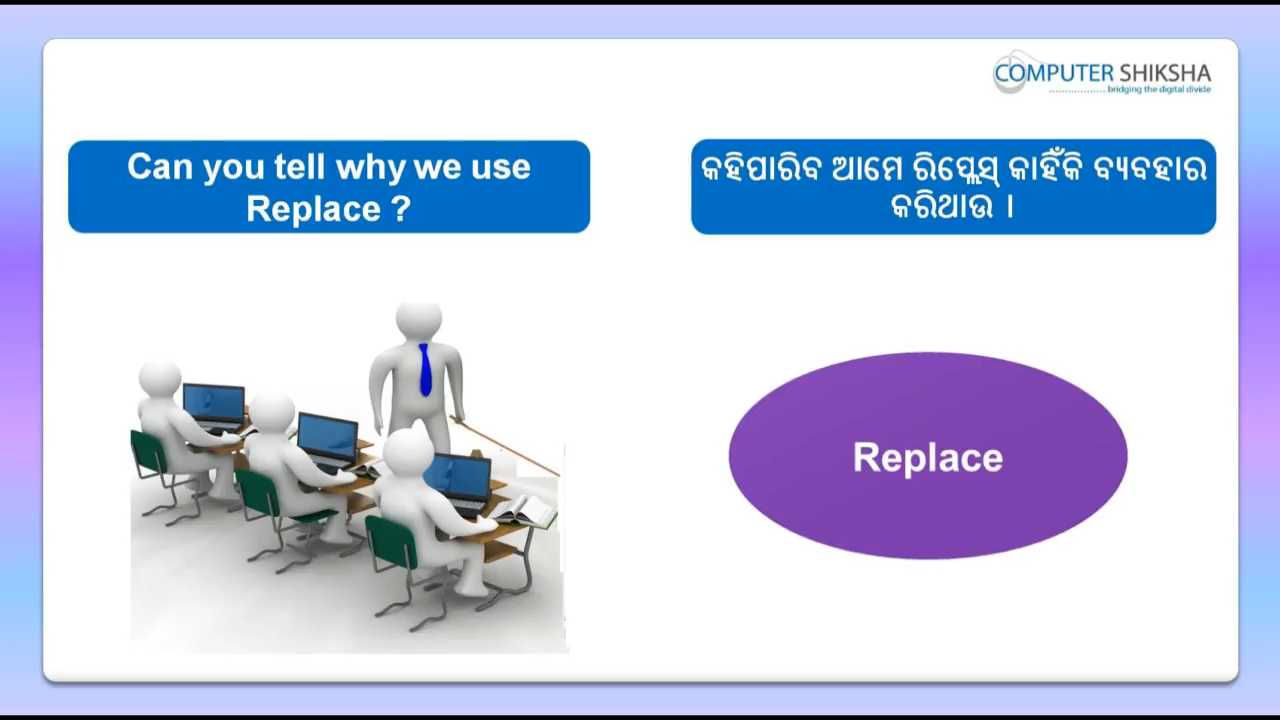 COMPUTER SHIKSHA
bridging the digital divide
Can you tell why we use
Replace ?
କହିପାରିବ ଆମେ ରିପ୍ଲେସ୍ କାହିଁକି ବ୍ୟବହାର
କରିଥାଉ ।
Replace